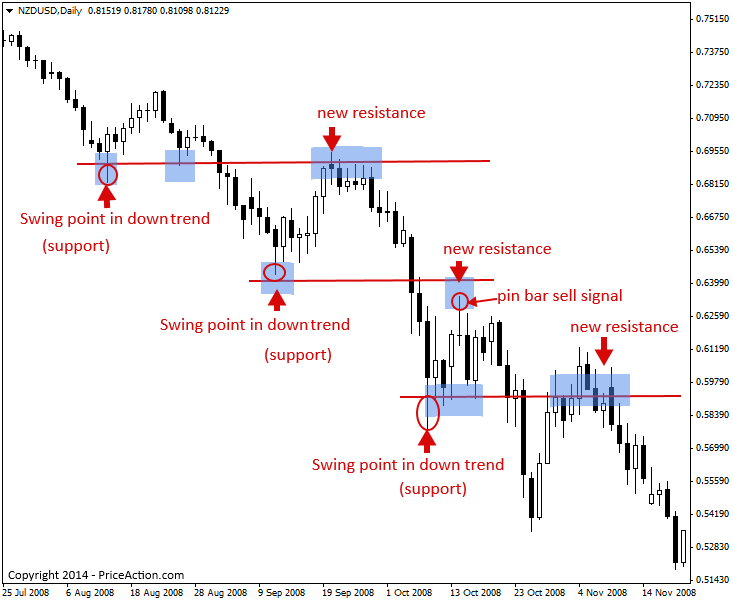 NZDUSD,Daily 0.81519 0.81780 0.81098 0.81229
0.75150
0.73750
0.72350
0.70950
0.69550
0.68150
0.66750
0.65390
0.63990
0.62590
0.61190
0.59790
0.58390
0.56990
0.55590
0.54190
0.52830
0.51430
new resistance
Swing point in down trend
(support)
new resistance
pin bar sell signal
Swing point in down trend
(support)
new resistance
Swing point in down trend
(support)
Copyright 2014 - PriceAction.com
25 Jul 2008 6 Aug 2008 18 Aug 2008 28 Aug 2008 9 Sep 2008 19 Sep 2008 1 Oct 2008 13 Oct 2008 23 Oct 2008 4 Nov 2008 14 Nov 2008